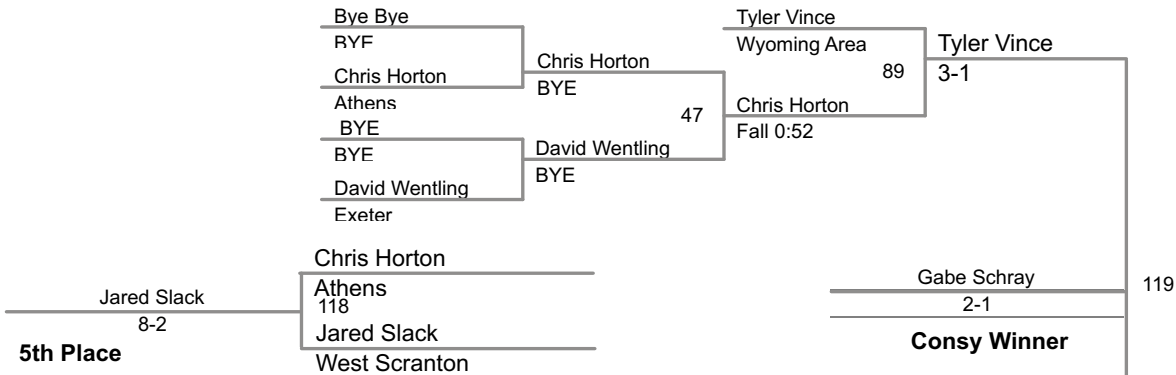 Bye Bye
BYE
Chris Horton
Athens
BYE
BYE
David Wentling
Exeter
Chris Horton
BYE
David Wentling
BYE
47
Tyler Vince
Wyoming Area
Chris Horton
Fall 0:52
89
Tyler Vince
3-1
Chris Horton
Athens
118
Jared Slack
West Scranton
Jared Slack
8-2
5th Place
Gabe Schray
2-1
Consy Winner
119